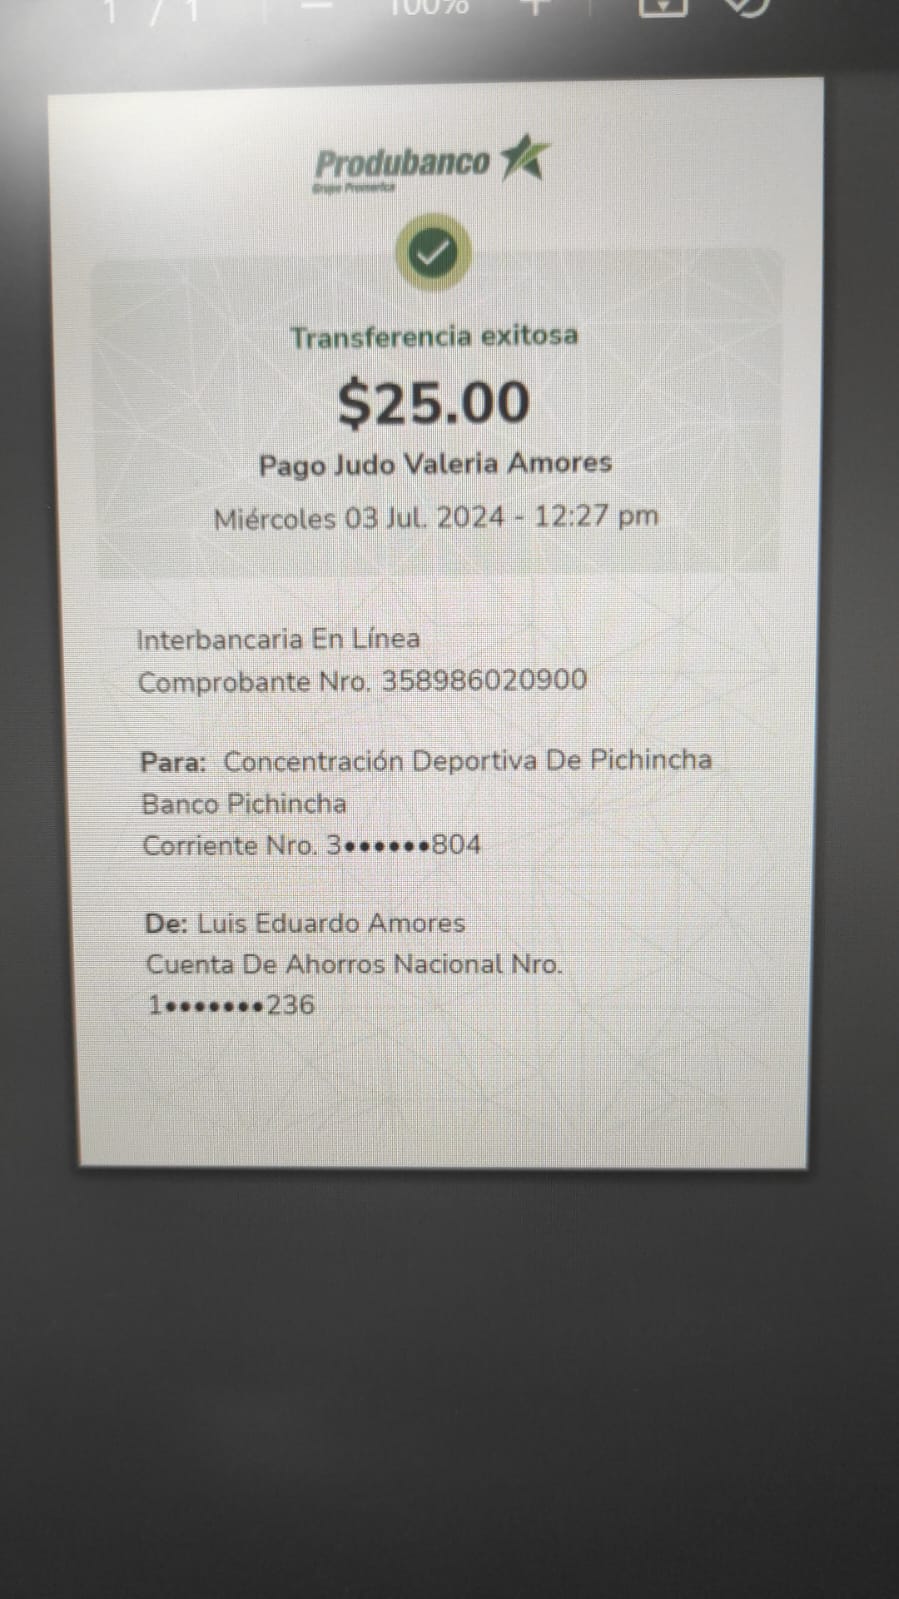 1 / 1 — 100% +
Produbanco
Grupo Promerica
Transferencia exitosa
$25.00
Pago Judo Valeria Amores
Miércoles 03 Jul. 2024 - 12:27 pm
Interbancaria En Línea
Comprobante Nro. 358986020900
Para: Concentración Deportiva De Pichincha
Banco Pichincha
Corriente Nro. 3••••••804
De: Luis Eduardo Amores
Cuenta De Ahorros Nacional Nro.
1•••••••236